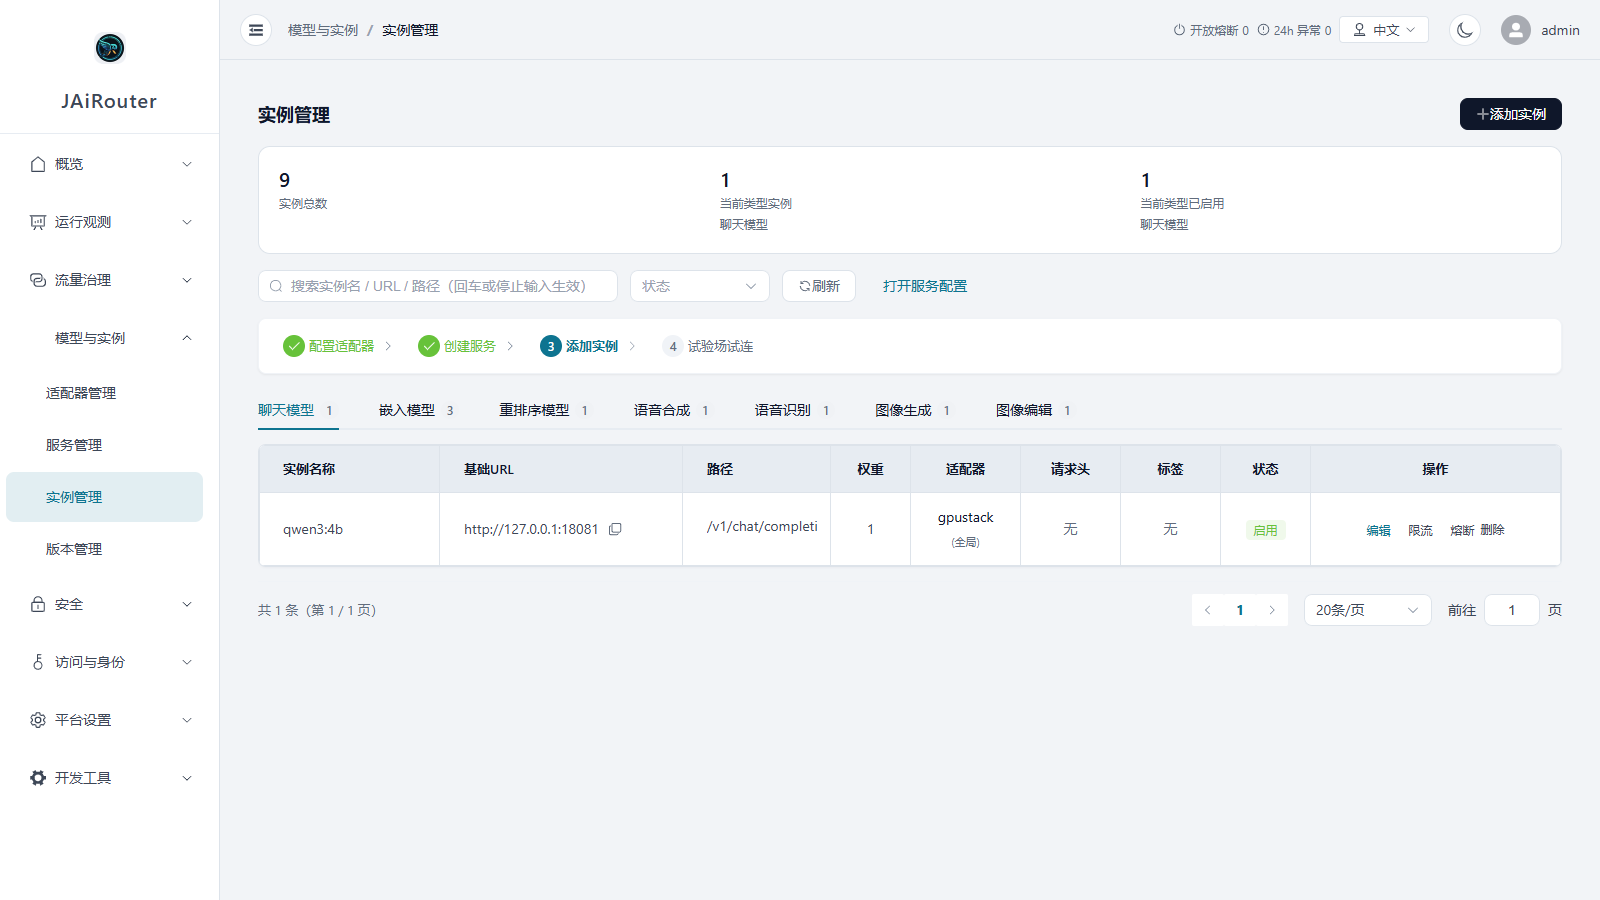 JAiRouter
概览
运行观测
流量治理
模型与实例
适配器管理
服务管理
实例管理
版本管理
安全
访问与身份
平台设置
开发工具
模型与实例 / 实例管理
开放熔断 0 24h 异常 0 中文 admin
实例管理
添加实例
9
实例总数
1
当前类型实例
聊天模型
1
当前类型已启用
聊天模型
搜索实例名 / URL / 路径（回车或停止输入生效） 状态 刷新 打开服务配置
配置适配器 创建服务 3 添加实例 4 试验场试连
聊天模型 1 嵌入模型 3 重排序模型 1 语音合成 1 语音识别 1 图像生成 1 图像编辑 1
实例名称 基础URL 路径 权重 适配器 请求头 标签 状态 操作
qwen3:4b http://127.0.0.1:18081 /v1/chat/completi 1 gpustack (全局) 无 无 启用 编辑 限流 熔断 删除
共 1 条（第 1 / 1 页） 1 20条/页 前往 1 页